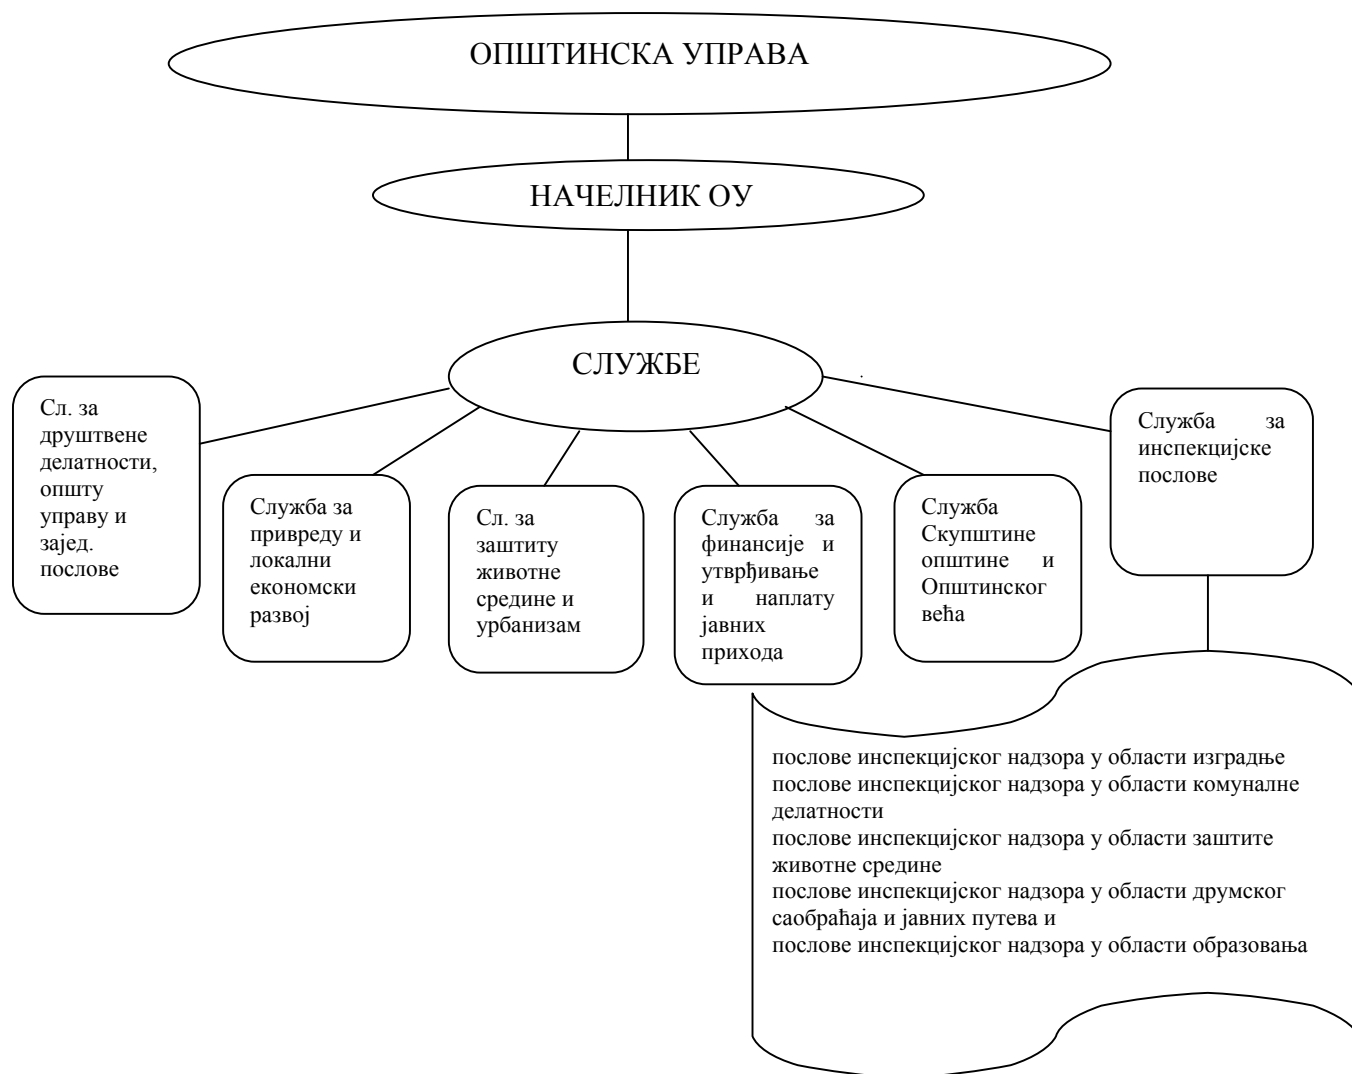 ОПШТИНСКА УПРАВА
НАЧЕЛНИК ОУ
СЛУЖБЕ
Сл. за
друштвене
делатности,
општу
управу и
зајед.
послове
Служба за
привреду и
локални
економски
развој
Сл. за
заштиту
животне
средине и
урбанизам
Служба за
финансије и
утврђивање
и наплату
јавних
прихода
Служба
Скупштине
општине и
Општинског
већа
Служба за
инспекцијске
послове
послове инспекцијског надзора у области изградње
послове инспекцијског надзора у области комуналне
делатности
послове инспекцијског надзора у области заштите
животне средине
послове инспекцијског надзора у области друмског
саобраћаја и јавних путева и
послове инспекцијског надзора у области образовања